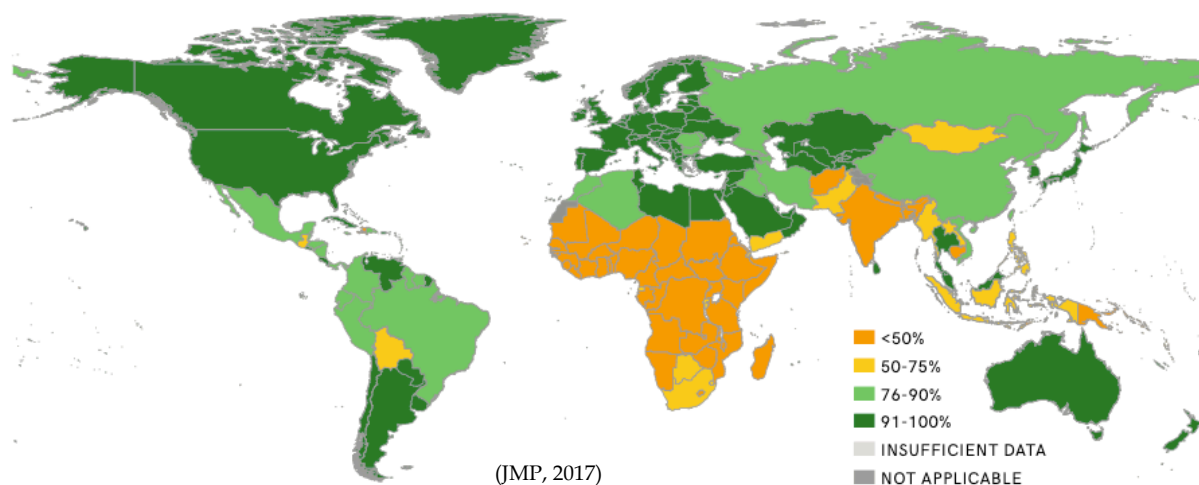 <50%
50-75%
76-90%
91-100%
INSUFFICIENT DATA
NOT APPLICABLE
(JMP, 2017)